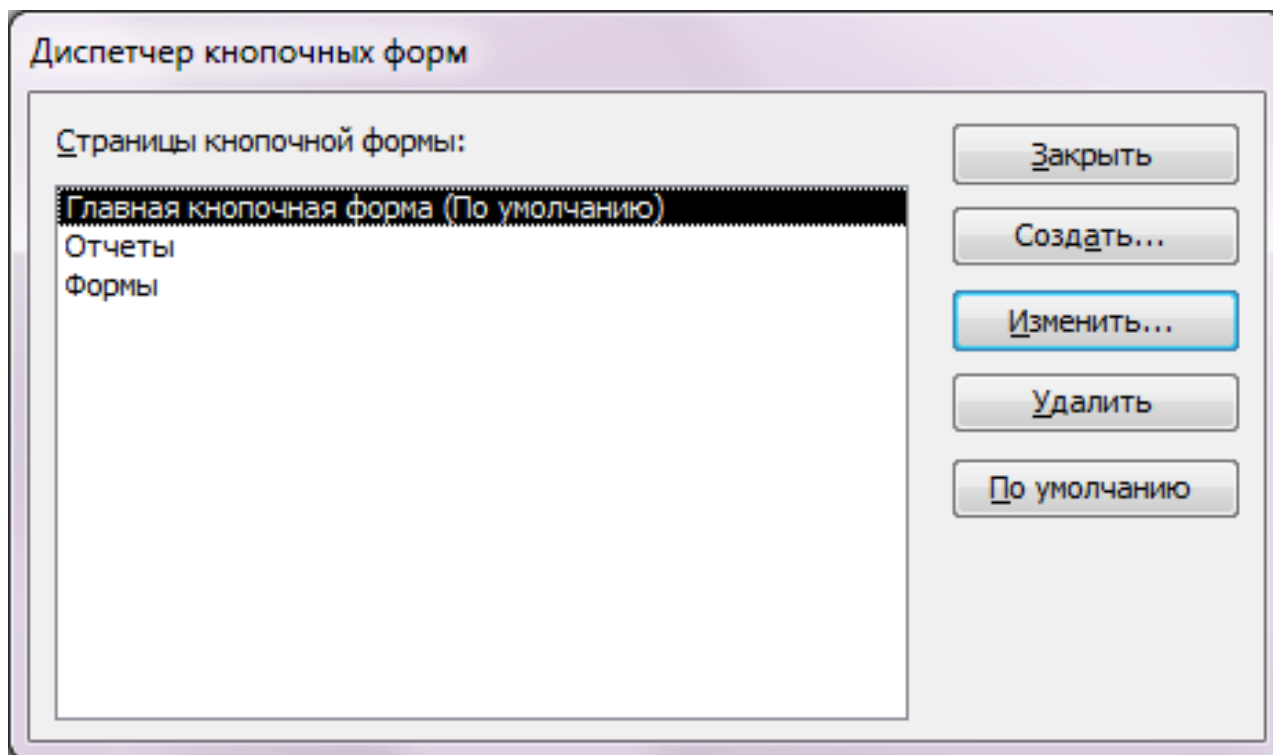 Диспетчер кнопочных форм
Страницы кнопочной формы:
Главная кнопочная форма (По умолчанию)
Отчеты
Формы
Закрыть
Создать...
Изменить...
Удалить
По умолчанию